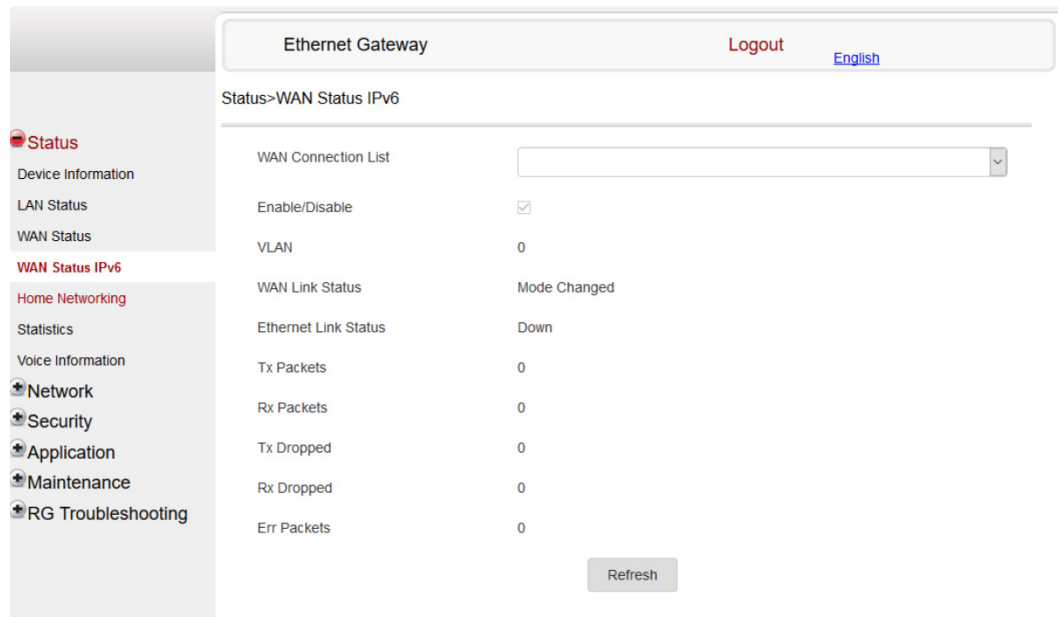 Ethernet Gateway
Logout
English
Status>WAN Status IPv6
Status
Device Information
LAN Status
WAN Status
WAN Status IPv6
Home Networking
Statistics
Voice Information
Network
Security
Application
Maintenance
RG Troubleshooting
WAN Connection List
Enable/Disable
VLAN 0
WAN Link Status Mode Changed
Ethernet Link Status Down
Tx Packets 0
Rx Packets 0
Tx Dropped 0
Rx Dropped 0
Err Packets 0
Refresh